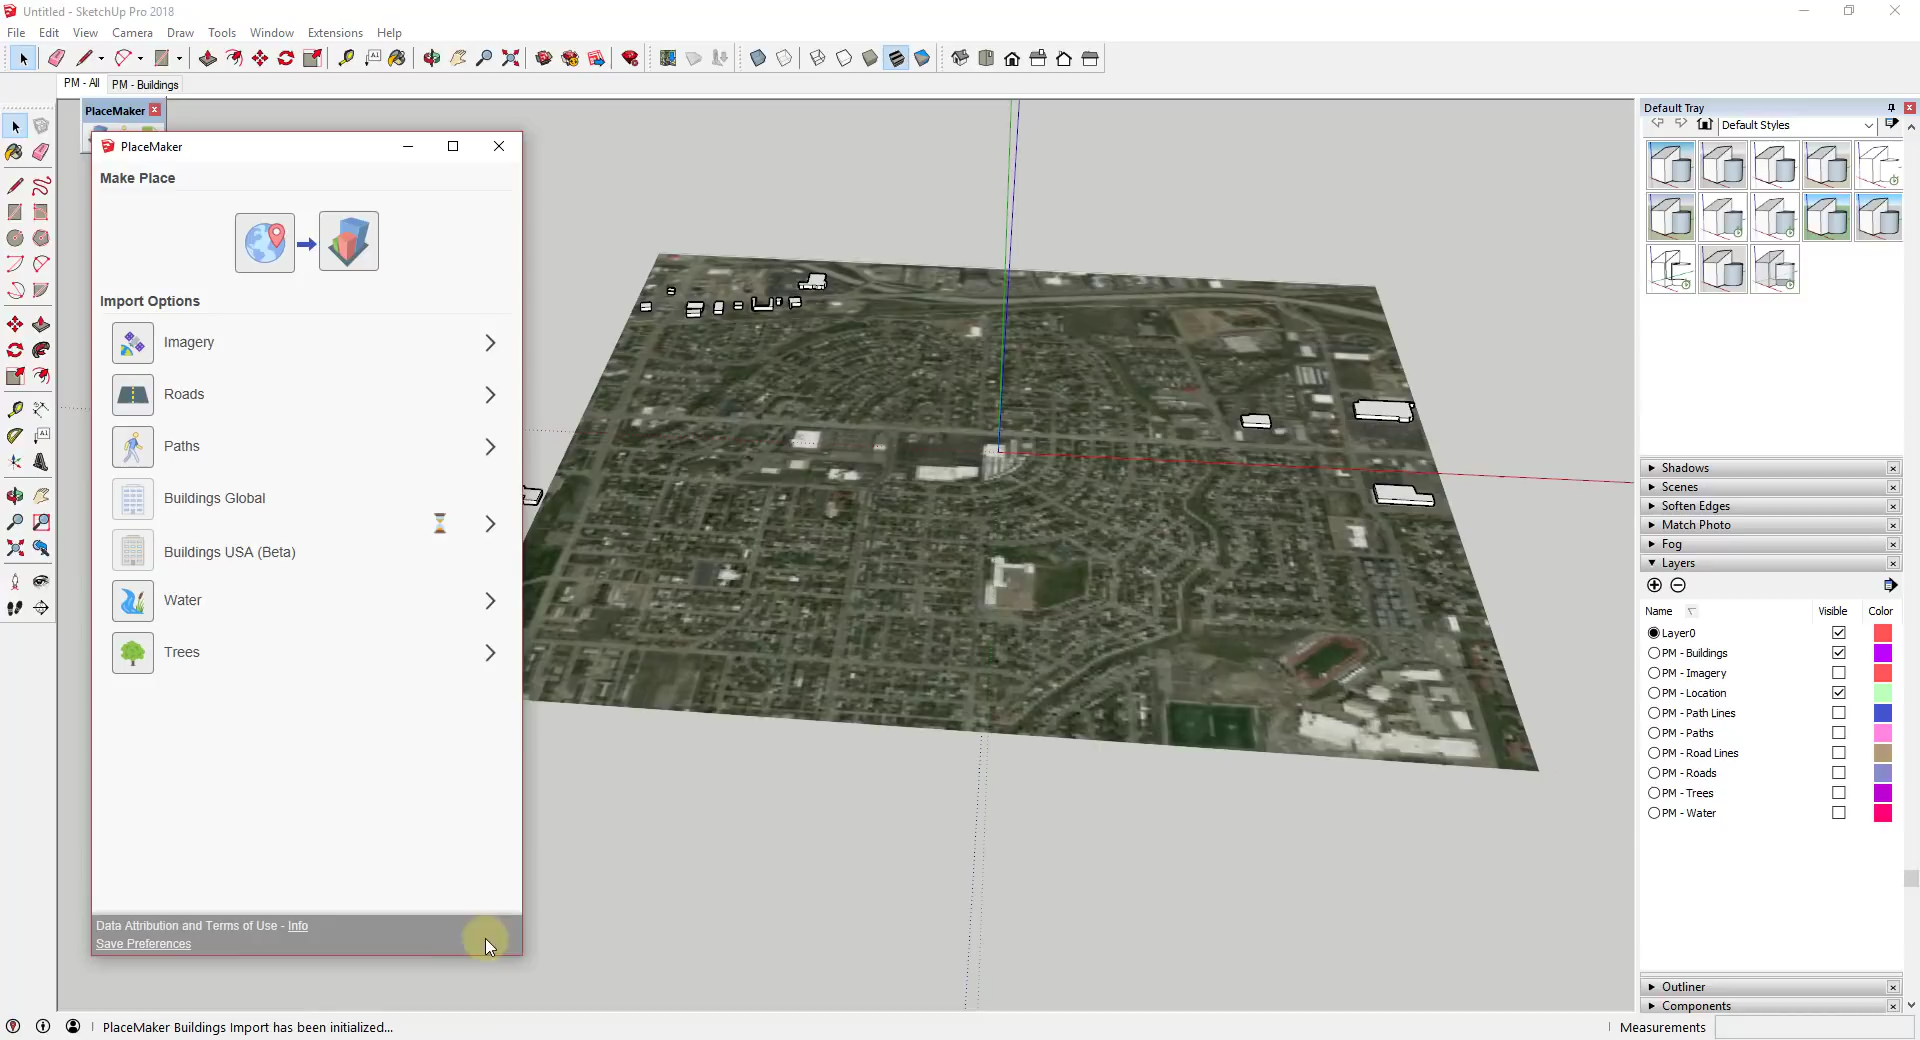 Untitled - SketchUp Pro 2018
File Edit View Camera Draw Tools Window Extensions Help
PM - All PM - Buildings
PlaceMaker
PlaceMaker
Make Place
Import Options
Imagery
Roads
Paths
Buildings Global
Buildings USA (Beta)
Water
Trees
Data Attribution and Terms of Use - Info
Save Preferences
Default Tray
Default Styles
Shadows
Scenes
Soften Edges
Match Photo
Fog
Layers
Name Visible Color
Layer0
PM - Buildings
PM - Imagery
PM - Location
PM - Path Lines
PM - Paths
PM - Road Lines
PM - Roads
PM - Trees
PM - Water
Outliner
Components
PlaceMaker Buildings Import has been initialized...
Measurements